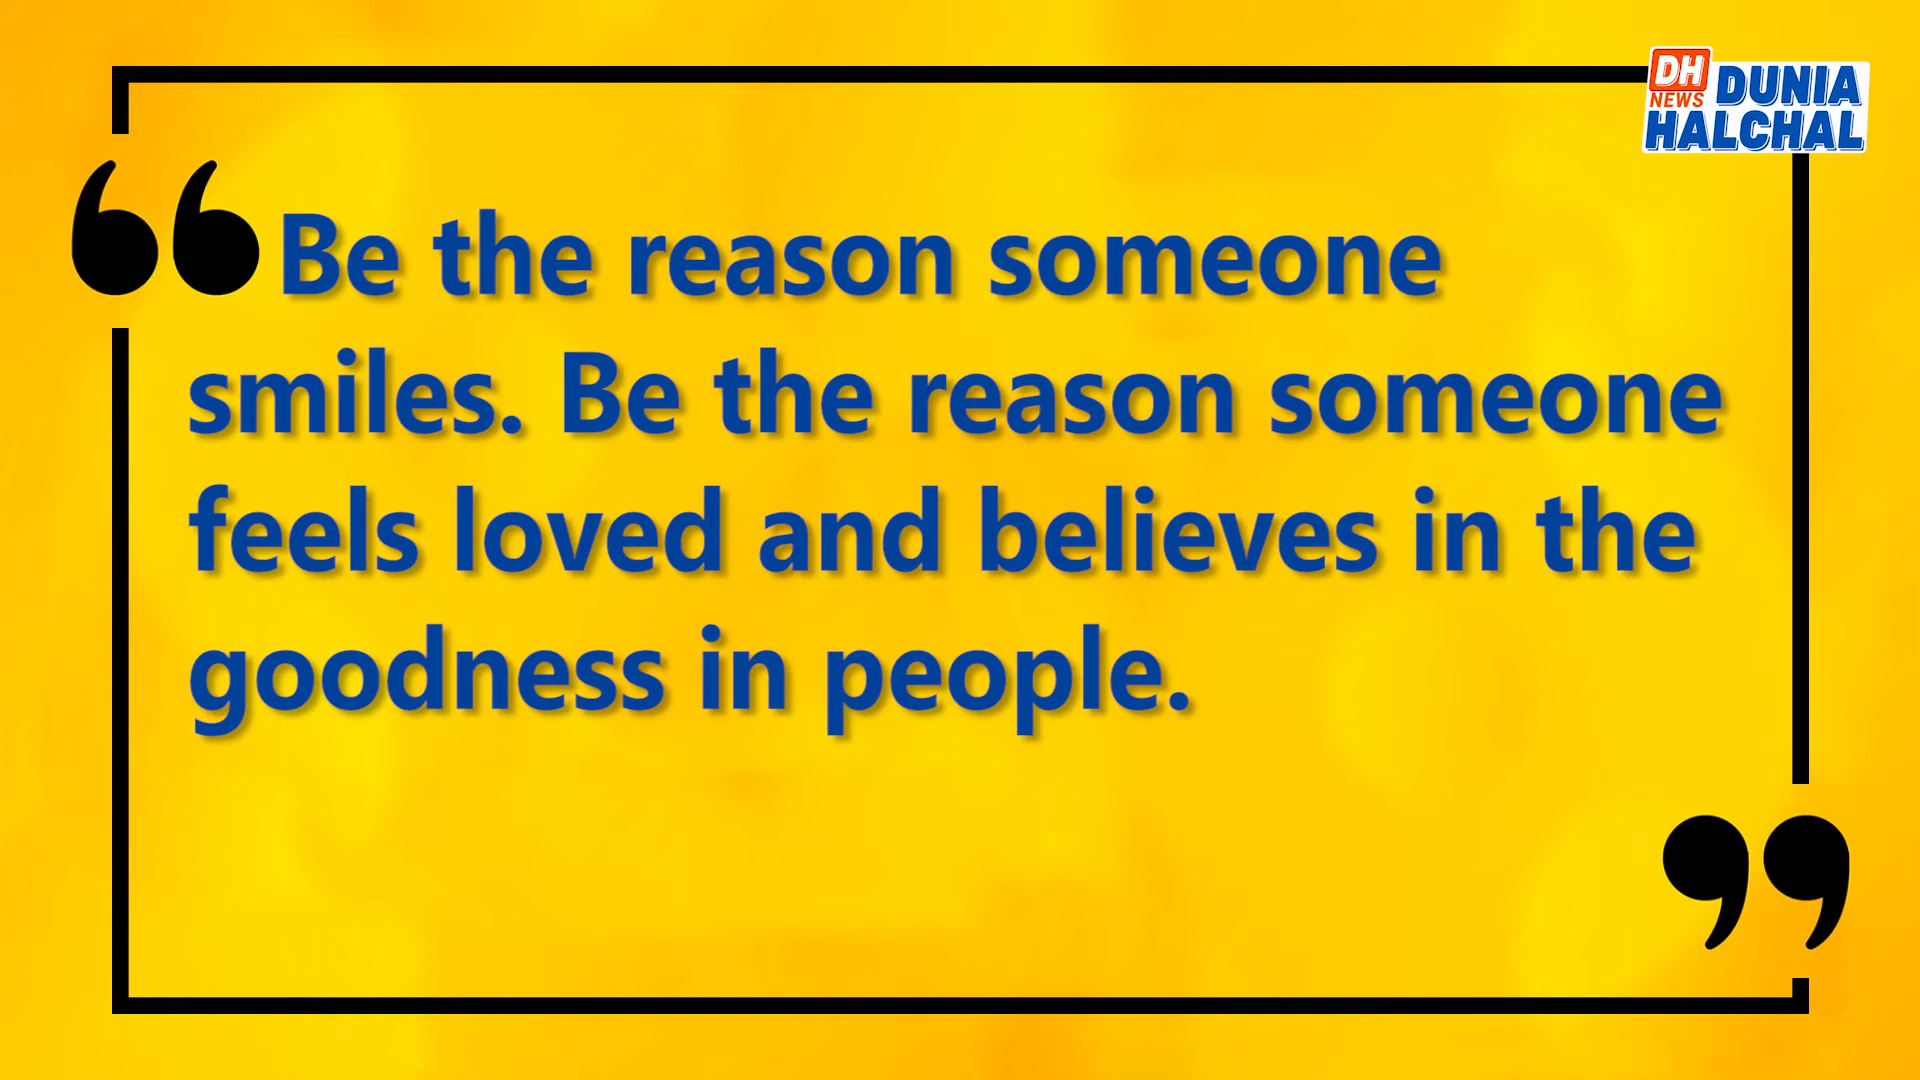 DH
NEWS
DUNIA
HALCHAL
“Be the reason someone
smiles. Be the reason someone
feels loved and believes in the
goodness in people.
”